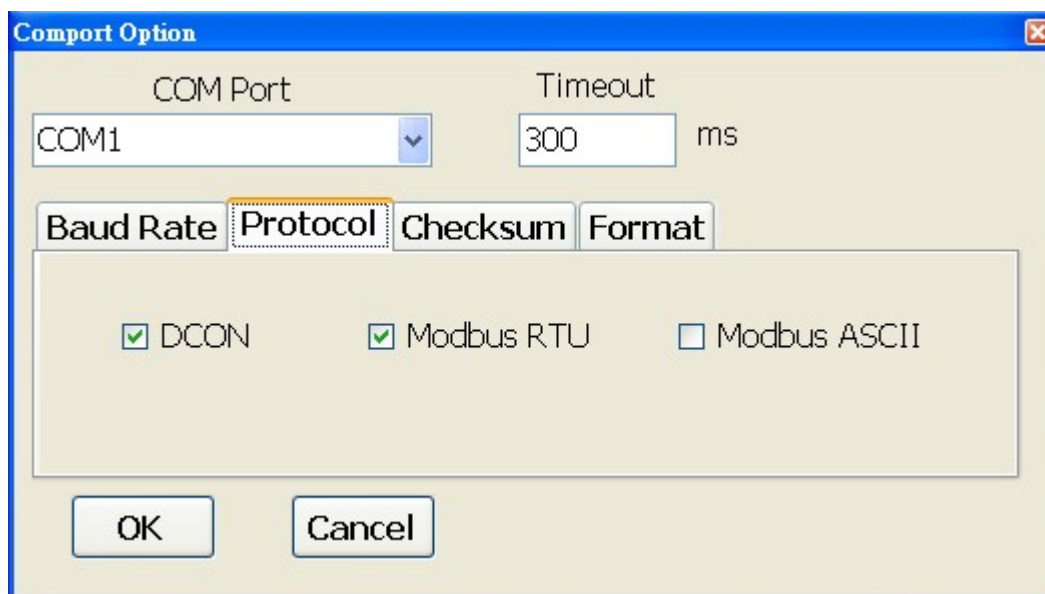 Comport Option
COM Port Timeout
COM1 300 ms
Baud Rate Protocol Checksum Format
DCON Modbus RTU Modbus ASCII
OK Cancel